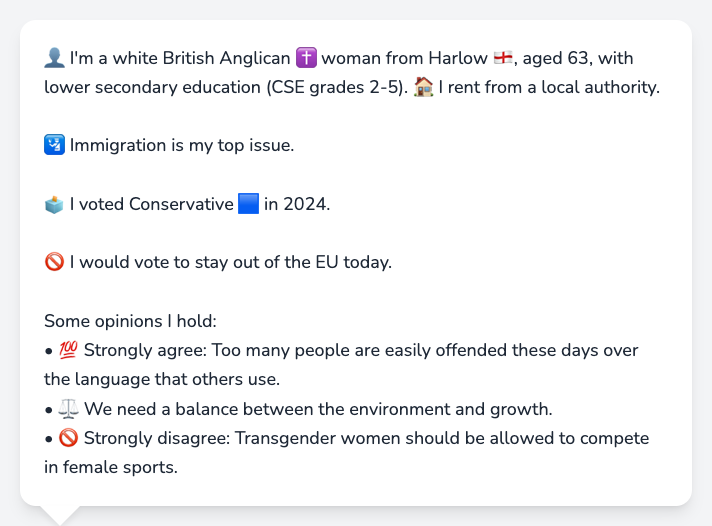 👤 I'm a white British Anglican ✝️ woman from Harlow 🏴󠁧󠁢󠁥󠁮󠁧󠁿, aged 63, with
lower secondary education (CSE grades 2-5). 🏠 I rent from a local authority.
🛂 Immigration is my top issue.
🗳️ I voted Conservative 🟦 in 2024.
🚫 I would vote to stay out of the EU today.
Some opinions I hold:
• 💯 Strongly agree: Too many people are easily offended these days over
the language that others use.
• ⚖️ We need a balance between the environment and growth.
• 🚫 Strongly disagree: Transgender women should be allowed to compete
in female sports.